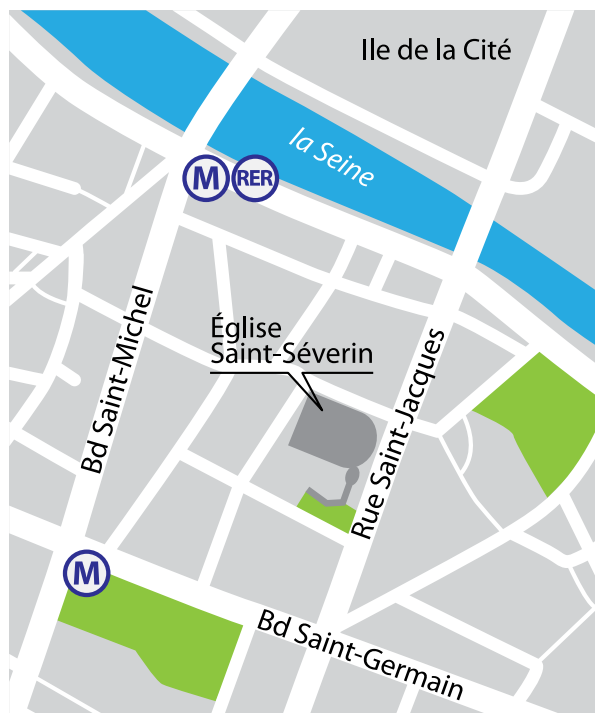 Ile de la Cité
la Seine
M
RER
Bd Saint-Michel
Église
Saint-Séverin
Rue Saint-Jacques
M
Bd Saint-Germain